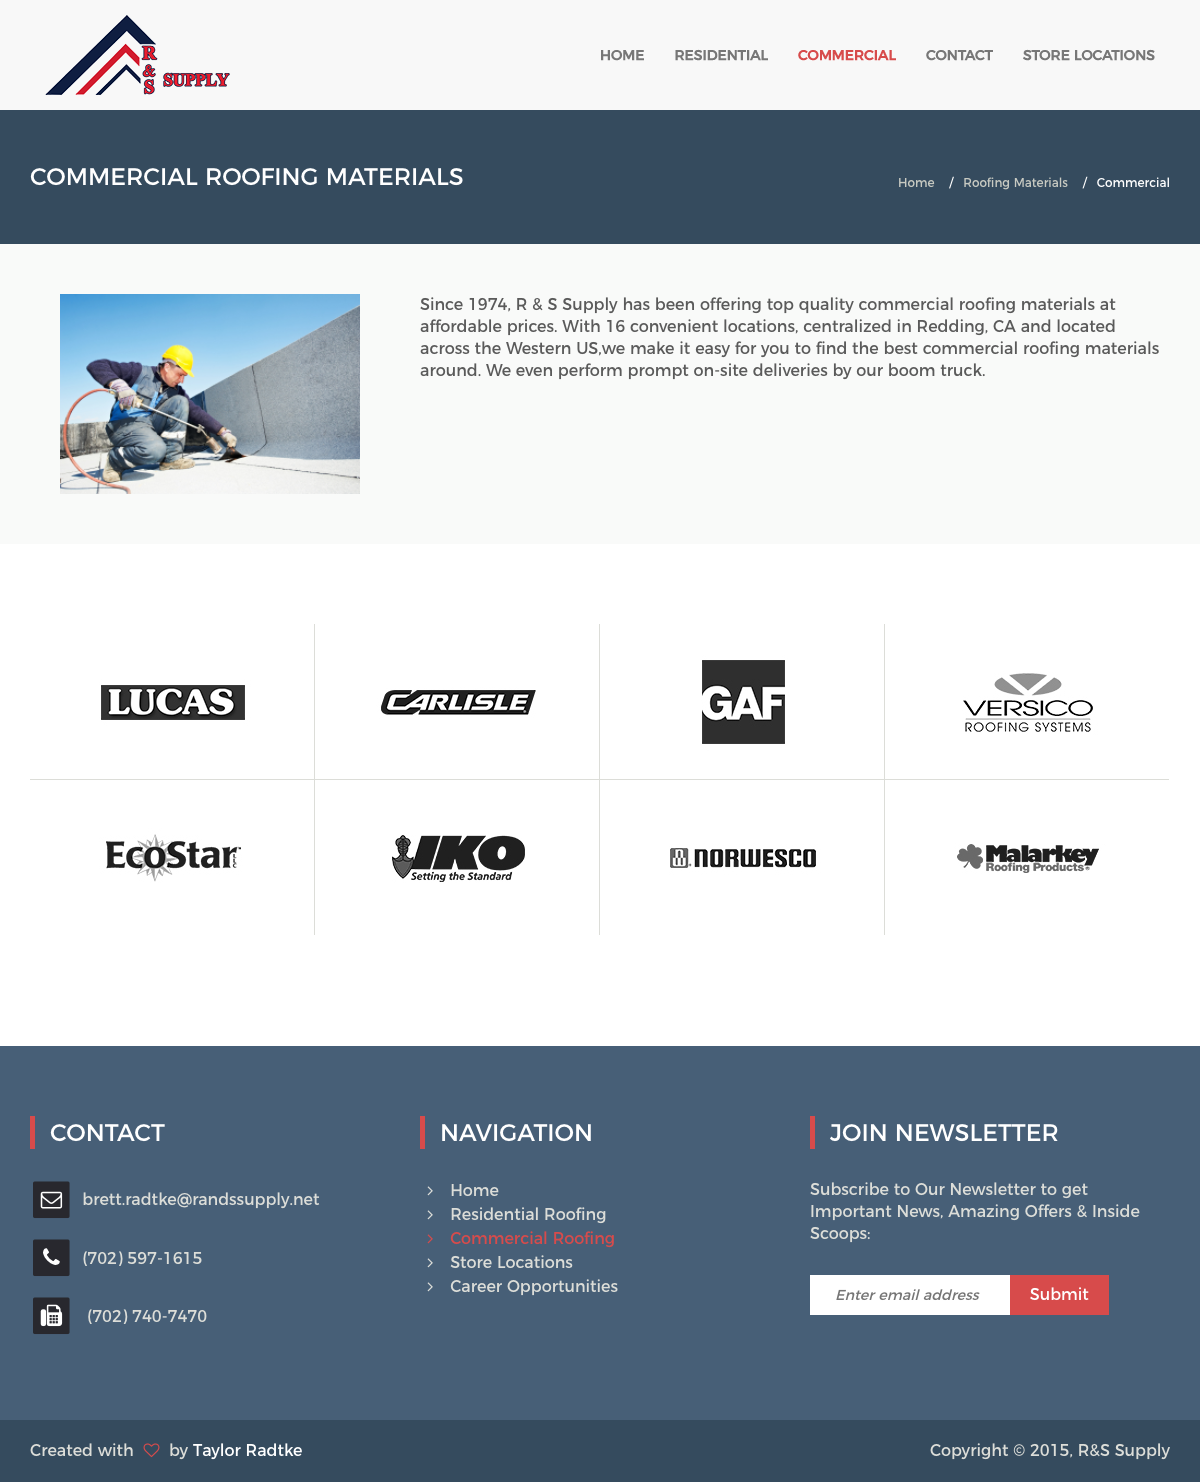 R & S SUPPLY
HOME RESIDENTIAL COMMERCIAL CONTACT STORE LOCATIONS
COMMERCIAL ROOFING MATERIALS
Home / Roofing Materials / Commercial
Since 1974, R & S Supply has been offering top quality commercial roofing materials at
affordable prices. With 16 convenient locations, centralized in Redding, CA and located
across the Western US,we make it easy for you to find the best commercial roofing materials
around. We even perform prompt on-site deliveries by our boom truck.
LUCAS
CARLISLE
GAF
VERSICO
ROOFING SYSTEMS
EcoStar
IKO
Setting the Standard
NORWESCO
Malarkey
Roofing Products®
CONTACT
brett.radtke@randssupply.net
(702) 597-1615
(702) 740-7470
NAVIGATION
Home
Residential Roofing
Commercial Roofing
Store Locations
Career Opportunities
JOIN NEWSLETTER
Subscribe to Our Newsletter to get
Important News, Amazing Offers & Inside
Scoops:
Enter email address Submit
Created with by Taylor Radtke
Copyright © 2015, R&S Supply